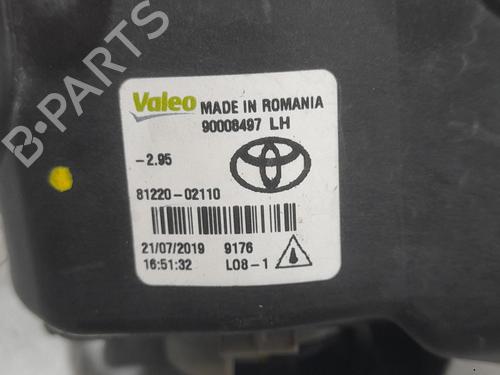 B-PARTS
Valeo MADE IN ROMANIA
90008497 LH
-2.95
81220-02110
21/07/2019 9176
16:51:32 L08-1